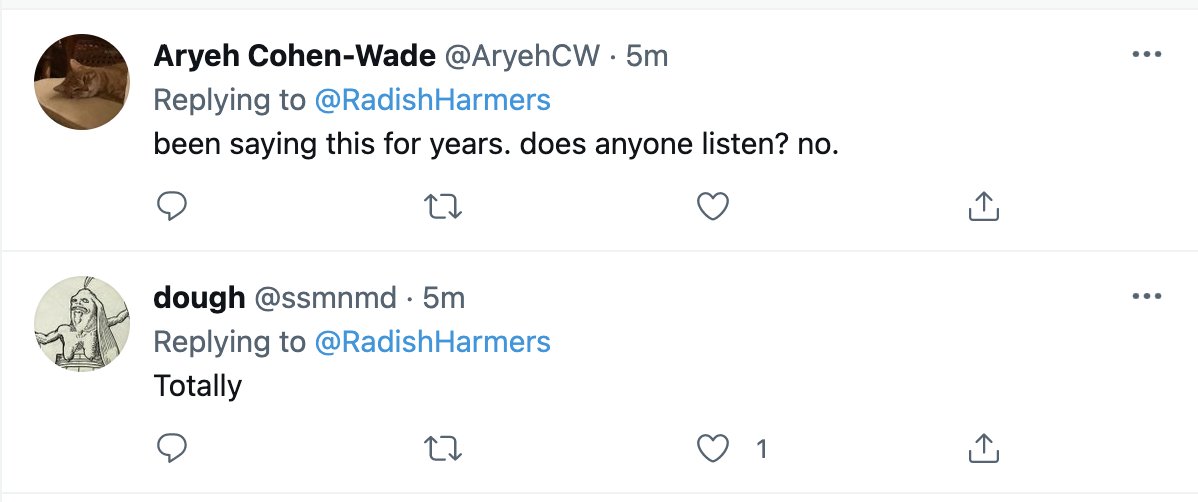 Aryeh Cohen-Wade @AryehCW · 5m
Replying to @RadishHarmers
been saying this for years. does anyone listen? no.
dough @ssmnmd · 5m
Replying to @RadishHarmers
Totally
1